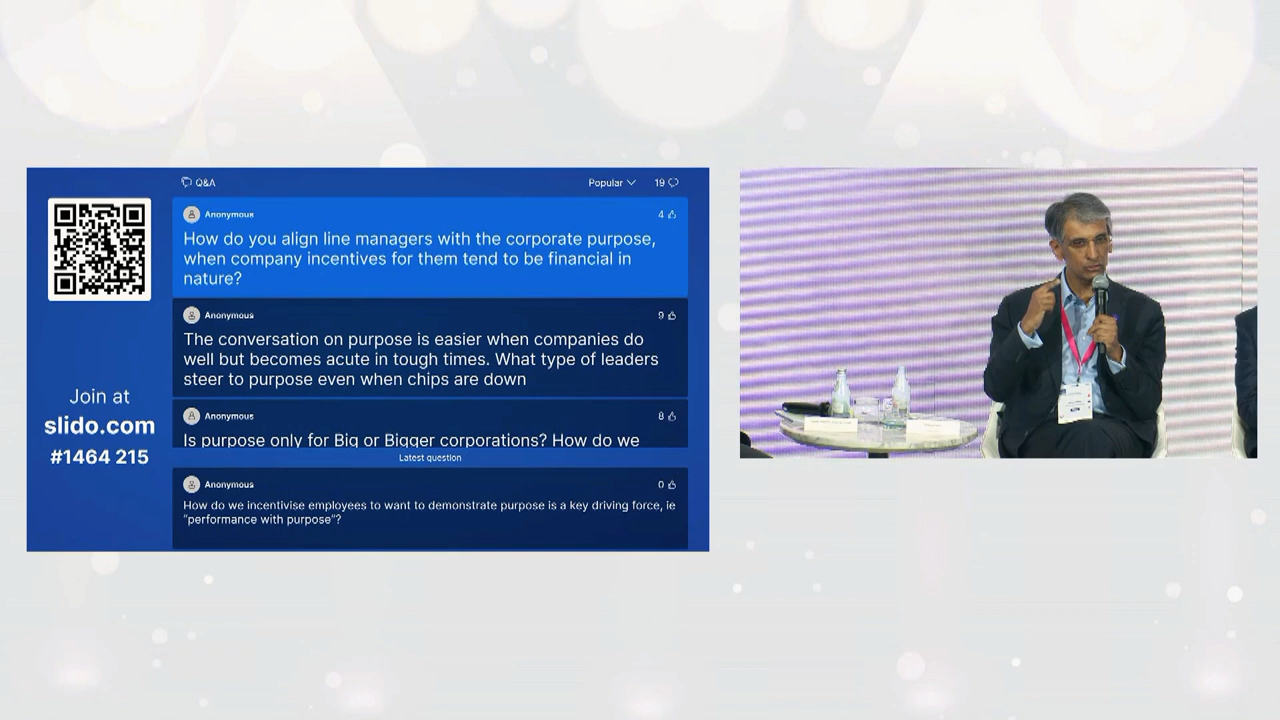 Q&A
Popular
19
Anonymous
4
How do you align line managers with the corporate purpose,
when company incentives for them tend to be financial in
nature?
Anonymous
9
The conversation on purpose is easier when companies do
well but becomes acute in tough times. What type of leaders
steer to purpose even when chips are down
Anonymous
8
Is purpose only for Big or Bigger corporations? How do we
Latest question
Anonymous
0
How do we incentivise employees to want to demonstrate purpose is a key driving force, ie
"performance with purpose"?
Join at
slido.com
#1464 215